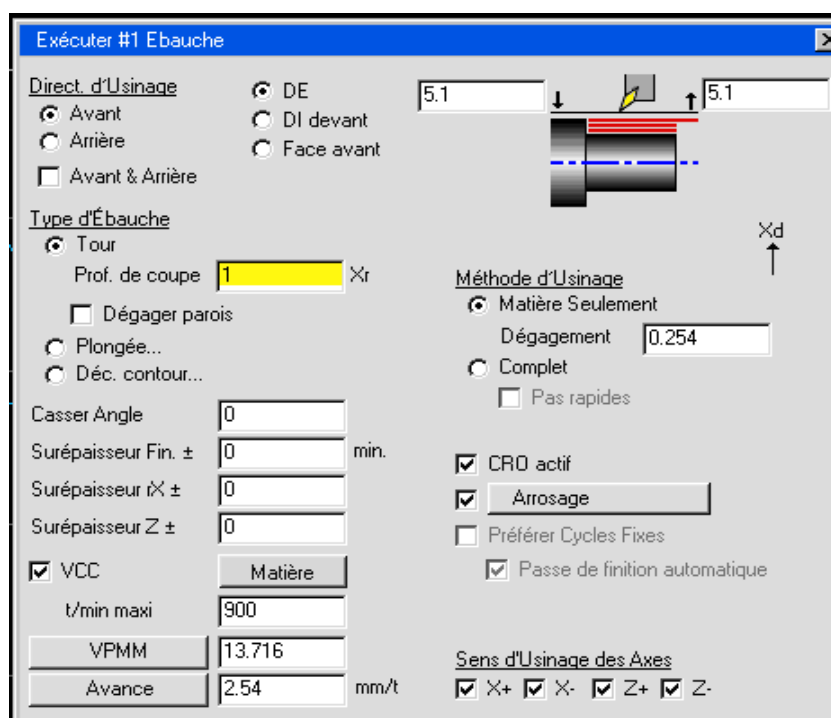 Exécuter #1 Ebauche
Direct. d'Usinage
Avant
Arrière
Avant & Arrière
DE
DI devant
Face avant
5.1
5.1
Type d'Ébauche
Tour
Prof. de coupe 1 Xr
Dégager parois
Plongée...
Déc. contour...
Xd
Méthode d'Usinage
Matière Seulement
Dégagement 0.254
Complet
Pas rapides
Casser Angle 0
Surépaisseur Fin. ± 0 min.
Surépaisseur rX ± 0
Surépaisseur Z ± 0
CRO actif
Arrosage
Préférer Cycles Fixes
Passe de finition automatique
VCC Matière
t/min maxi 900
VPMM 13.716
Avance 2.54 mm/t
Sens d'Usinage des Axes
X+ X- Z+ Z-